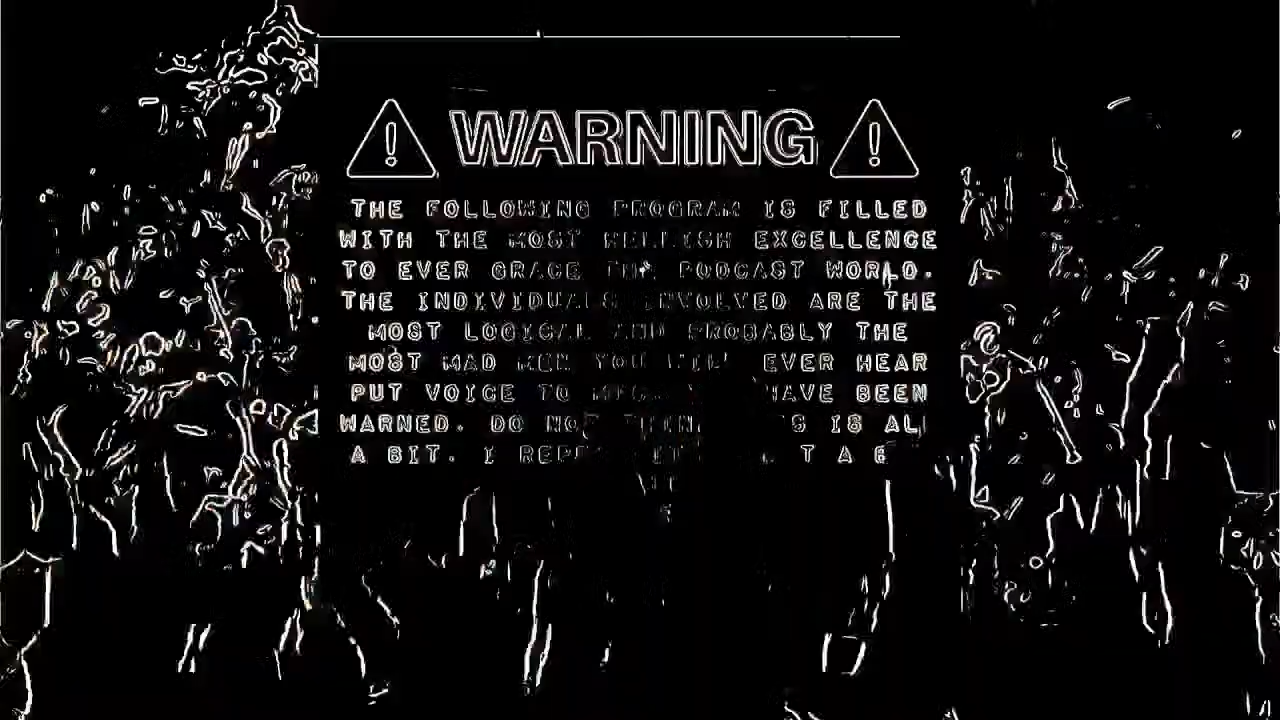 WARNING
THE FOLLOWING PROGRAM IS FILLED
WITH THE MOST HELLISH EXCELLENCE
TO EVER GRACE THE PODCAST WORLD.
THE INDIVIDUALS INVOLVED ARE THE
MOST LOGICAL AND PROBABLY THE
MOST MAD MEN YOU WILL EVER HEAR
PUT VOICE TO HAVE BEEN
WARNED. DO NOT THINK IS ALL
A BIT. I